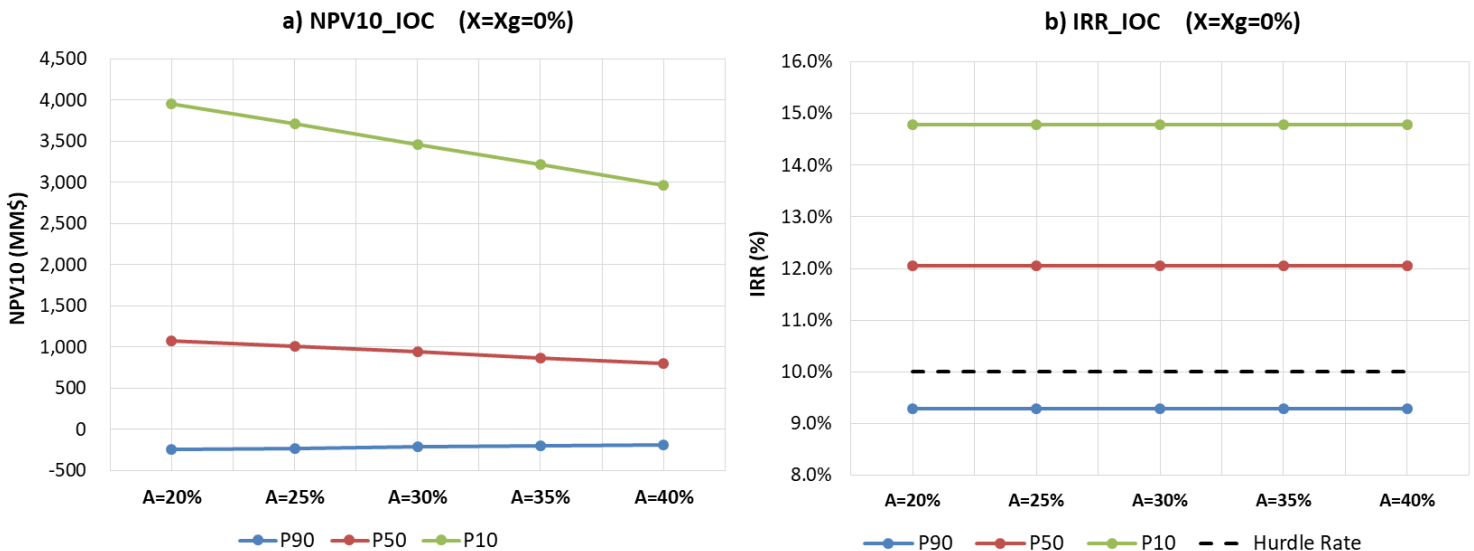 a) NPV10_IOC (X=Xg=0%)
4,500
4,000
3,500
3,000
2,500
2,000
1,500
1,000
500
0
-500
NPV10 (MM$)
A=20% A=25% A=30% A=35% A=40%
P90 P50 P10
b) IRR_IOC (X=Xg=0%)
16.0%
15.0%
14.0%
13.0%
12.0%
11.0%
10.0%
9.0%
8.0%
IRR (%)
A=20% A=25% A=30% A=35% A=40%
P90 P50 P10 Hurdle Rate